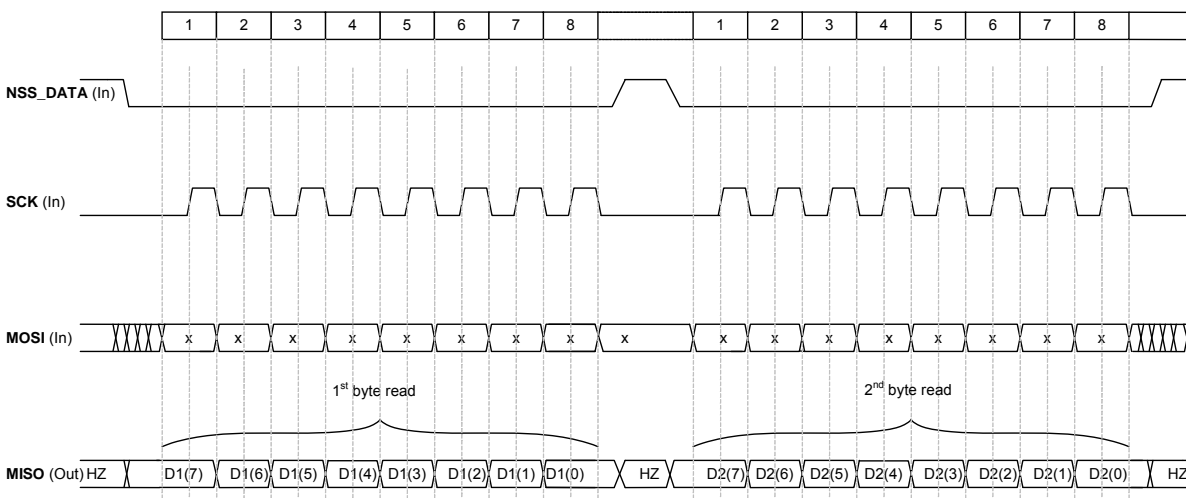 1 2 3 4 5 6 7 8 1 2 3 4 5 6 7 8
NSS_DATA (In)
SCK (In)
MOSI (In) x x x x x x x x x x x x x x x x x
1st byte read 2nd byte read
MISO (Out) HZ D1(7) D1(6) D1(5) D1(4) D1(3) D1(2) D1(1) D1(0) HZ D2(7) D2(6) D2(5) D2(4) D2(3) D2(2) D2(1) D2(0) HZ